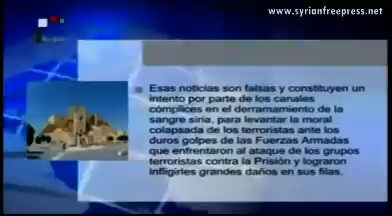 www.syrianfreepress.net
Esas noticias son falsas y constituyen un
intento por parte de los canales
cómplices en el derramamiento de la
sangre siria, para levantar la moral
colapsada de los terroristas ante los
duros golpes de las Fuerzas Armadas
que enfrentarón al ataque de los grupos
terroristas contra la Prisión y lograron
infligirles grandes daños en sus filas.